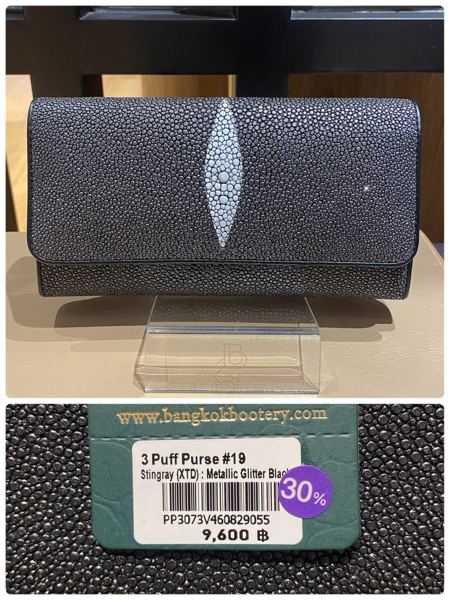 B
www.bangkokbootery.com
3 Puff Purse #19
Stingray (XTD) : Metallic Glitter Black
30%
PP3073V460829055
9,600 ฿